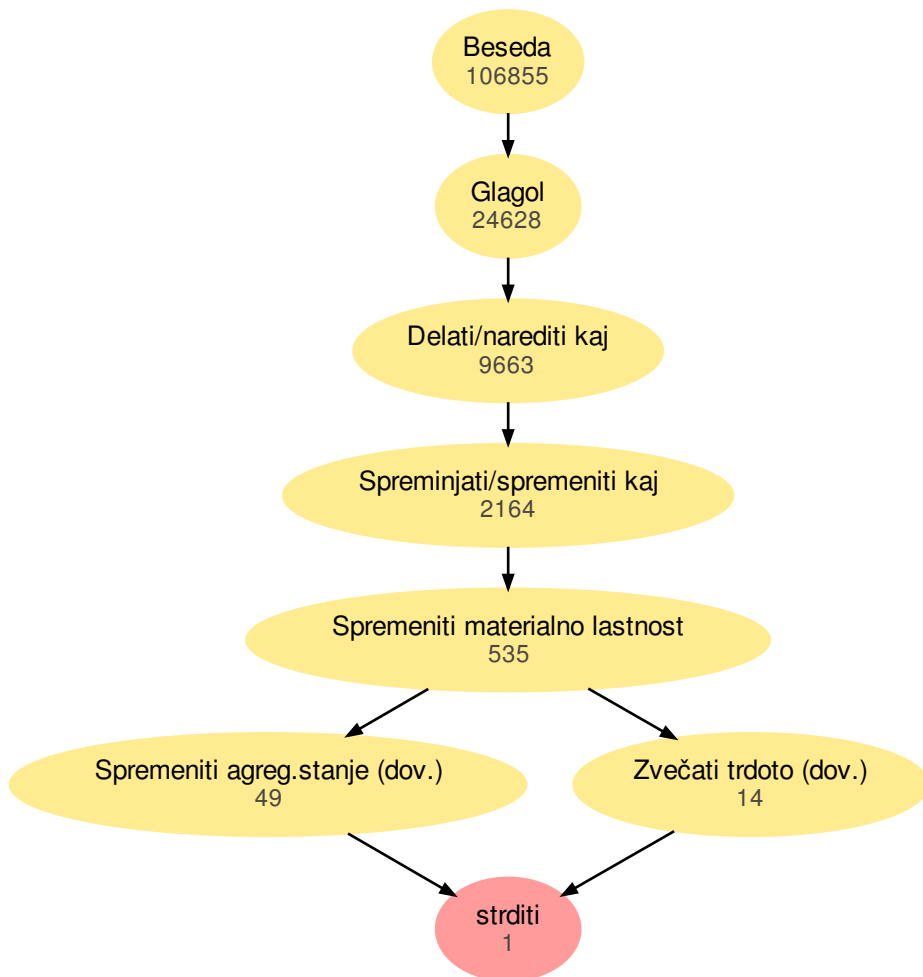 Beseda
106855
Glagol
24628
Delati/narediti kaj
9663
Spreminjati/spremeniti kaj
2164
Spremeniti materialno lastnost
535
Spremeniti agreg.stanje (dov.)
49
Zvečati trdoto (dov.)
14
strditi
1